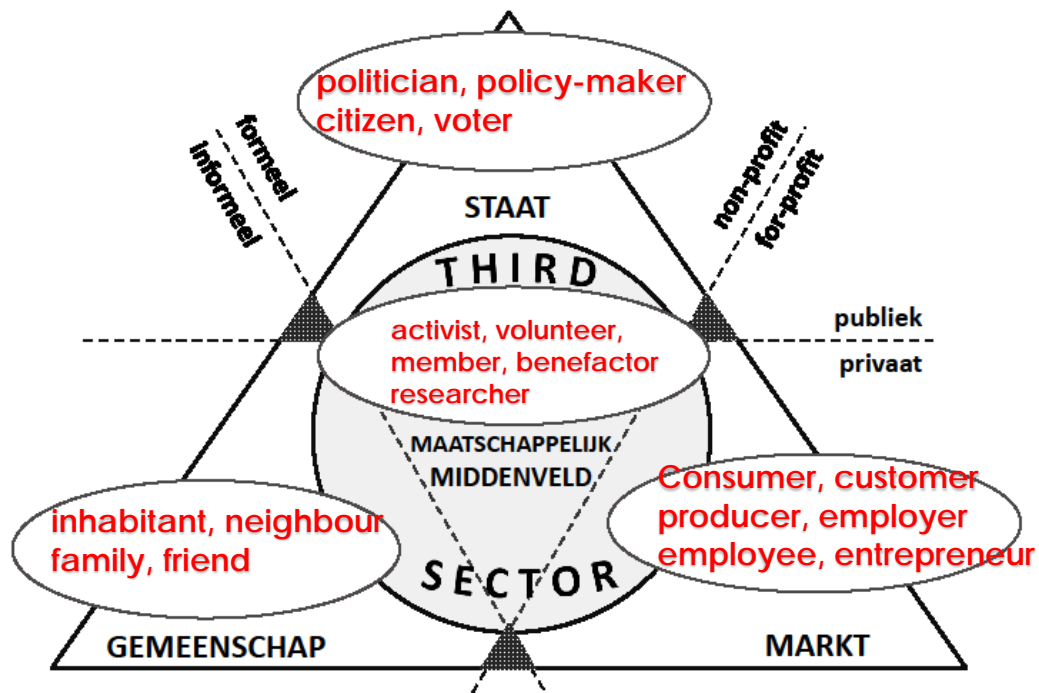 politician, policy-maker
citizen, voter
formeel
informeel
non-profit
for-profit
STAAT
THIRD
activist, volunteer,
member, benefactor
researcher
publiek
privaat
MAATSCHAPPELIJK
MIDDENVELD
inhabitant, neighbour
family, friend
Consumer, customer
producer, employer
employee, entrepreneur
SECTOR
GEMEENSCHAP
MARKT